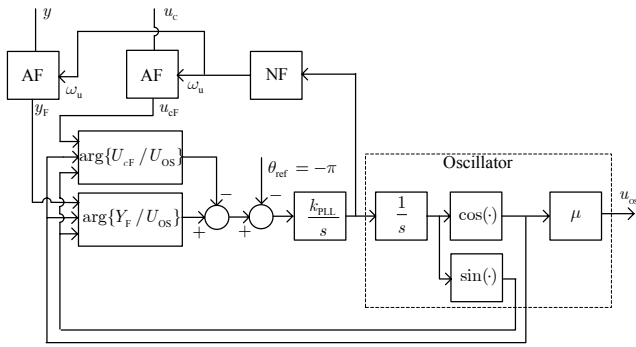 y
u_c
AF
AF
NF
ω_u
ω_u
y_F
u_cF
arg{U_cF / U_OS}
θ_ref = −π
Oscillator
−
−
arg{Y_F / U_OS}
+
+
k_PLL
s
1
s
cos(·)
μ
u_os
sin(·)